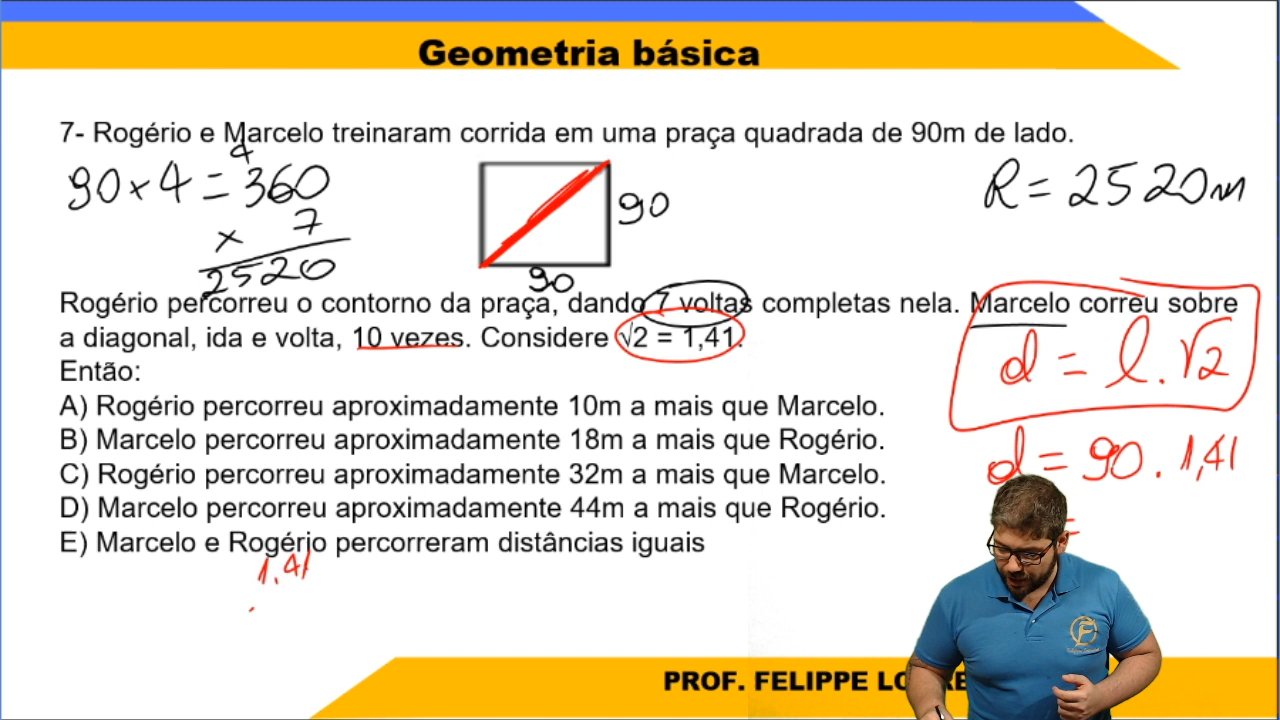 Geometria básica
7- Rogério e Marcelo treinaram corrida em uma praça quadrada de 90m de lado.
4
90 × 4 = 360
× 7
2520
90
90
R = 2520m
Rogério percorreu o contorno da praça, dando 7 voltas completas nela. Marcelo correu sobre
a diagonal, ida e volta, 10 vezes. Considere √2 = 1,41.
d = l . √2
Então:
A) Rogério percorreu aproximadamente 10m a mais que Marcelo.
B) Marcelo percorreu aproximadamente 18m a mais que Rogério.
d = 90 . 1,41
C) Rogério percorreu aproximadamente 32m a mais que Marcelo.
D) Marcelo percorreu aproximadamente 44m a mais que Rogério.
=
E) Marcelo e Rogério percorreram distâncias iguais
1,41
PROF. FELIPPE LO